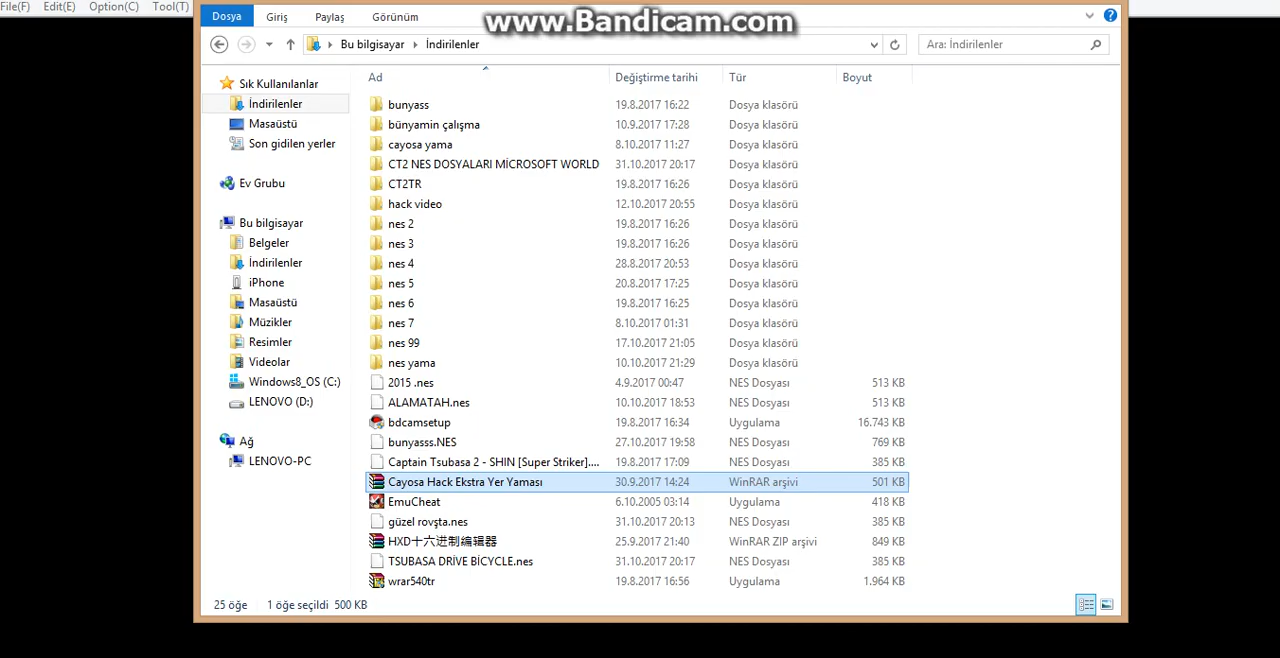 File(F) Edit(E) Option(C) Tool(T)
www.Bandicam.com
Dosya Giriş Paylaş Görünüm
Bu bilgisayar İndirilenler
Ara: İndirilenler
Ad Değiştirme tarihi Tür Boyut
Sık Kullanılanlar
İndirilenler
Masaüstü
Son gidilen yerler
Ev Grubu
Bu bilgisayar
Belgeler
İndirilenler
iPhone
Masaüstü
Müzikler
Resimler
Videolar
Windows8_OS (C:)
LENOVO (D:)
Ağ
LENOVO-PC
bunyass 19.8.2017 16:22 Dosya klasörü
bünyamin çalışma 10.9.2017 17:28 Dosya klasörü
cayosa yama 8.10.2017 11:27 Dosya klasörü
CT2 NES DOSYALARI MİCROSOFT WORLD 31.10.2017 20:17 Dosya klasörü
CT2TR 19.8.2017 16:26 Dosya klasörü
hack video 12.10.2017 20:55 Dosya klasörü
nes 2 19.8.2017 16:26 Dosya klasörü
nes 3 19.8.2017 16:26 Dosya klasörü
nes 4 28.8.2017 20:53 Dosya klasörü
nes 5 20.8.2017 17:25 Dosya klasörü
nes 6 19.8.2017 16:25 Dosya klasörü
nes 7 8.10.2017 01:31 Dosya klasörü
nes 99 17.10.2017 21:05 Dosya klasörü
nes yama 10.10.2017 21:29 Dosya klasörü
2015 .nes 4.9.2017 00:47 NES Dosyası 513 KB
ALAMATAH.nes 10.10.2017 18:53 NES Dosyası 513 KB
bdcamsetup 19.8.2017 16:34 Uygulama 16.743 KB
bunyasss.NES 27.10.2017 19:58 NES Dosyası 769 KB
Captain Tsubasa 2 - SHIN [Super Striker].... 19.8.2017 17:09 NES Dosyası 385 KB
Cayosa Hack Ekstra Yer Yaması 30.9.2017 14:24 WinRAR arşivi 501 KB
EmuCheat 6.10.2005 03:14 Uygulama 418 KB
güzel rovşta.nes 31.10.2017 20:13 NES Dosyası 385 KB
HXD十六进制编辑器 25.9.2017 21:40 WinRAR ZIP arşivi 849 KB
TSUBASA DRİVE BİCYCLE.nes 31.10.2017 20:17 NES Dosyası 385 KB
wrar540tr 19.8.2017 16:56 Uygulama 1.964 KB
25 öğe 1 öğe seçildi 500 KB